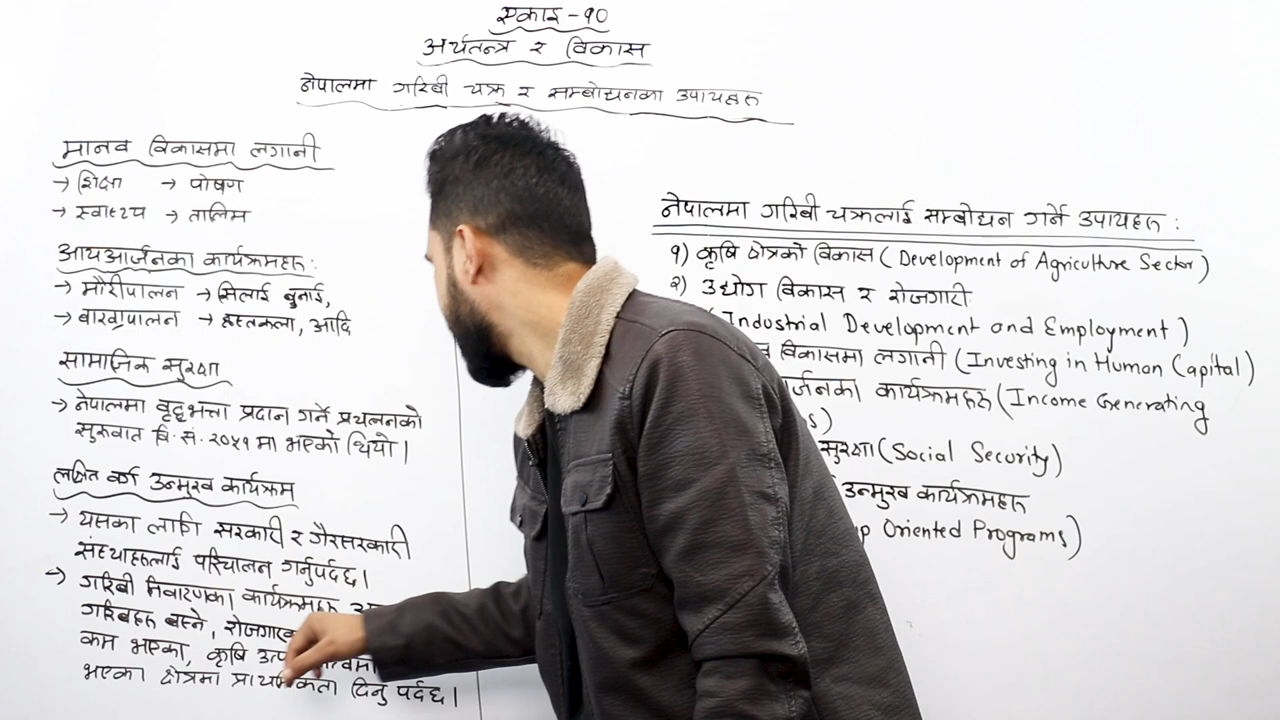 एकाइ - १०
अर्थतन्त्र र विकास
नेपालमा गरिबी चक्र र सम्बोधनका उपायहरू
मानव विकासमा लगानी
→ शिक्षा → पोषण
→ स्वास्थ्य → तालिम
आयआर्जनका कार्यक्रमहरू:
→ मौरीपालन → सिलाई बुनाई,
→ बाख्रापालन → हस्तकला, आदि
सामाजिक सुरक्षा
→ नेपालमा वृद्धभत्ता प्रदान गर्ने प्रचलनको
सुरुवात वि.सं. २०५१ मा भएको थियो।
लक्षित वर्ग उन्मुख कार्यक्रम
→ यसका लागि सरकारी र गैरसरकारी
संस्थाहरूलाई परिचालन गर्नुपर्दछ।
→ गरिबी निवारणका कार्यक्रमहरू
गरिबहरू बस्ने,
कम भएका, कृषि
भएका क्षेत्रमा प्राथमिकता दिनु पर्दछ।
नेपालमा गरिबी चक्रलाई सम्बोधन गर्ने उपायहरू :
१) कृषि क्षेत्रको विकास ( Development of Agriculture Sector )
२) उद्योग विकास र रोजगारी
(Industrial Development and Employment )
विकासमा लगानी (Investing in Human Capital)
कार्यक्रमहरू (Income Generating
सुरक्षा (Social Security)
उन्मुख कार्यक्रमहरू
Oriented Programs)